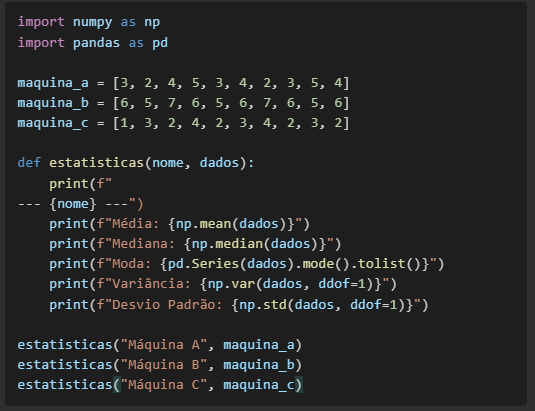 import numpy as np
import pandas as pd
maquina_a = [3, 2, 4, 5, 3, 4, 2, 3, 5, 4]
maquina_b = [6, 5, 7, 6, 5, 6, 7, 6, 5, 6]
maquina_c = [1, 3, 2, 4, 2, 3, 4, 2, 3, 2]
def estatisticas(nome, dados):
    print(f"
--- {nome} ---")
    print(f"Média: {np.mean(dados)}")
    print(f"Mediana: {np.median(dados)}")
    print(f"Moda: {pd.Series(dados).mode().tolist()}")
    print(f"Variância: {np.var(dados, ddof=1)}")
    print(f"Desvio Padrão: {np.std(dados, ddof=1)}")
estatisticas("Máquina A", maquina_a)
estatisticas("Máquina B", maquina_b)
estatisticas("Máquina C", maquina_c)